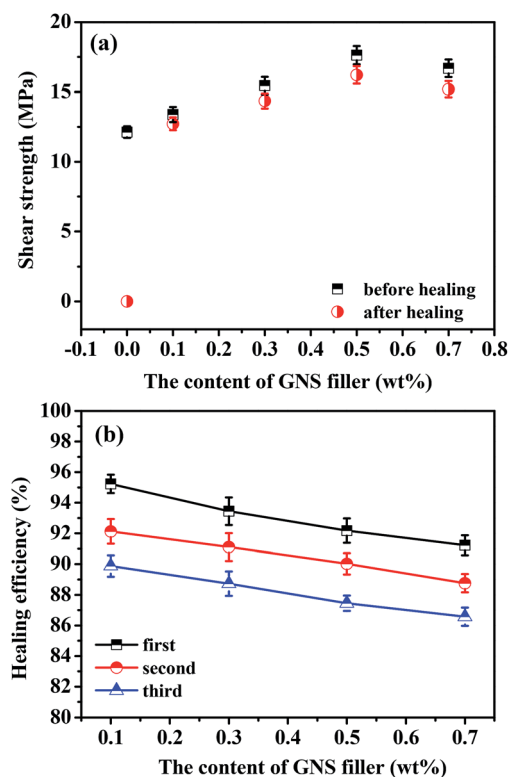 (a)
20
15
10
5
0
Shear strength (MPa)
before healing
after healing
-0.1 0.0 0.1 0.2 0.3 0.4 0.5 0.6 0.7 0.8
The content of GNS filler (wt%)
(b)
100
98
96
94
92
90
88
86
84
82
80
Healing efficiency (%)
first
second
third
0.1 0.2 0.3 0.4 0.5 0.6 0.7
The content of GNS filler (wt%)